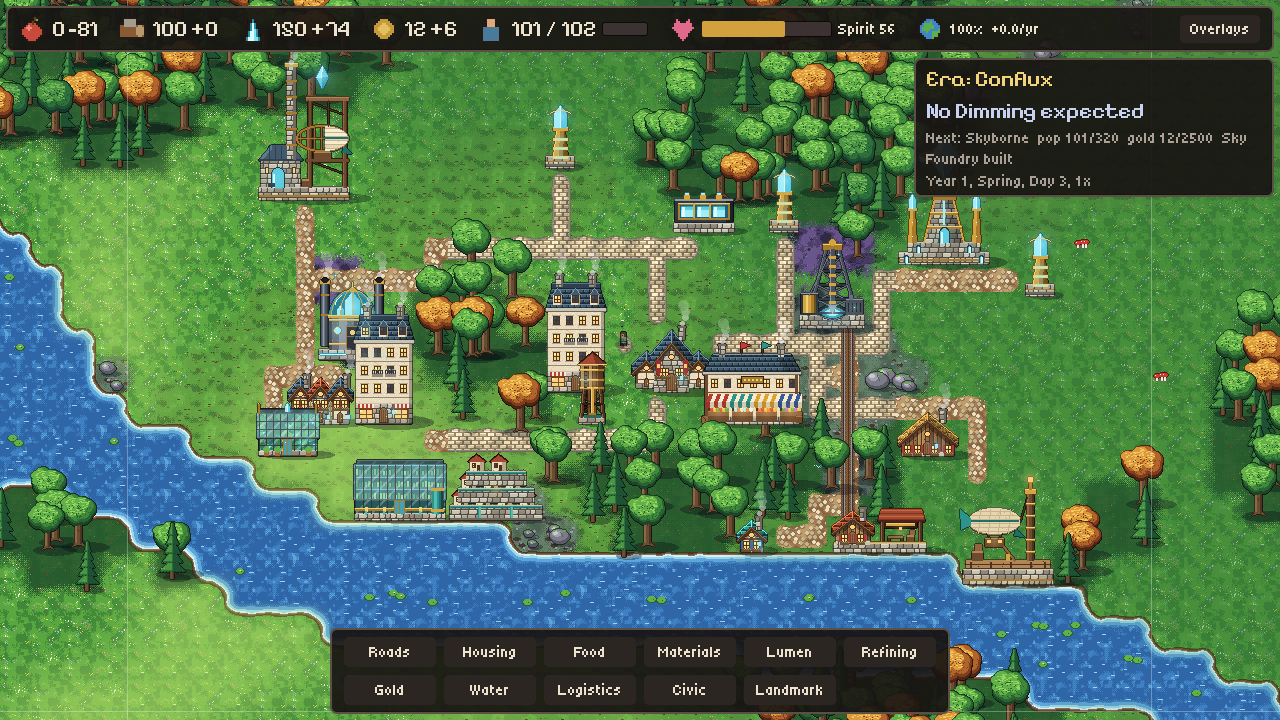 0 -81 100 +0 180 +74 12 +6 101 / 102 Spirit 56 100% +0.0/yr Overlays
Era: Conflux
No Dimming expected
Next: Skyborne pop 101/320 gold 12/2500 Sky
Foundry built
Year 1, Spring, Day 3, 1x
Roads Housing Food Materials Lumen Refining
Gold Water Logistics Civic Landmark